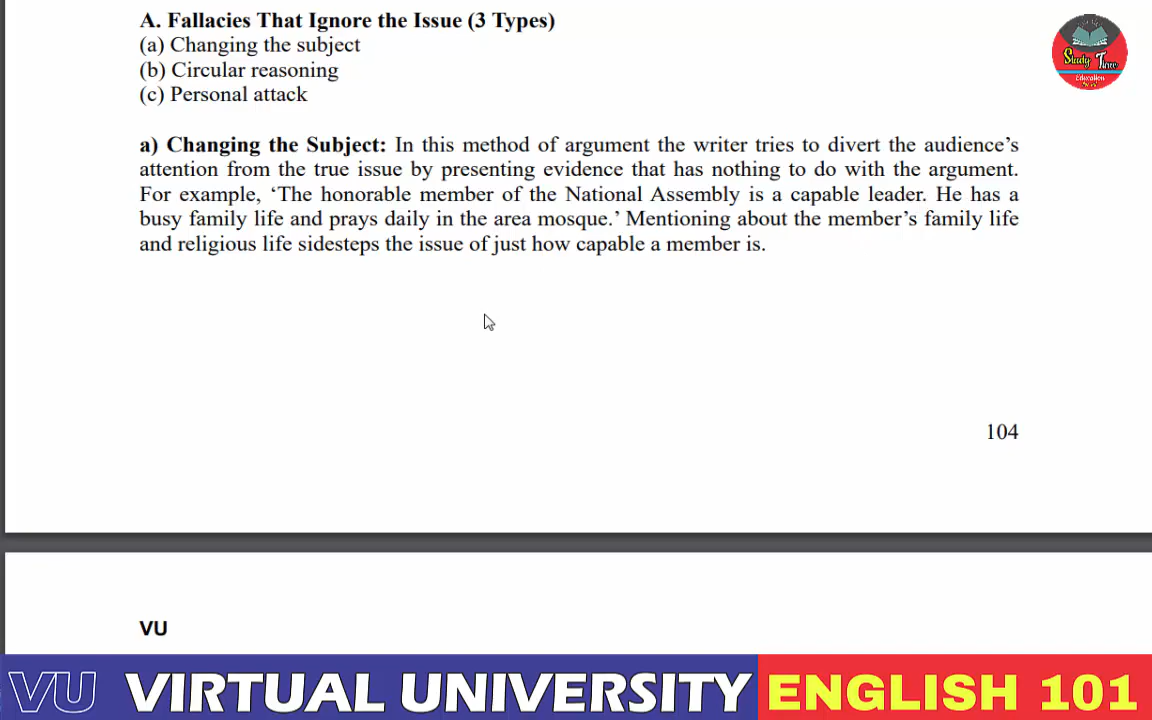 A. Fallacies That Ignore the Issue (3 Types)
(a) Changing the subject
(b) Circular reasoning
(c) Personal attack
a) Changing the Subject: In this method of argument the writer tries to divert the audience's
attention from the true issue by presenting evidence that has nothing to do with the argument.
For example, ‘The honorable member of the National Assembly is a capable leader. He has a
busy family life and prays daily in the area mosque.’ Mentioning about the member's family life
and religious life sidesteps the issue of just how capable a member is.
104
VU
VU VIRTUAL UNIVERSITY ENGLISH 101
Study Time
Education